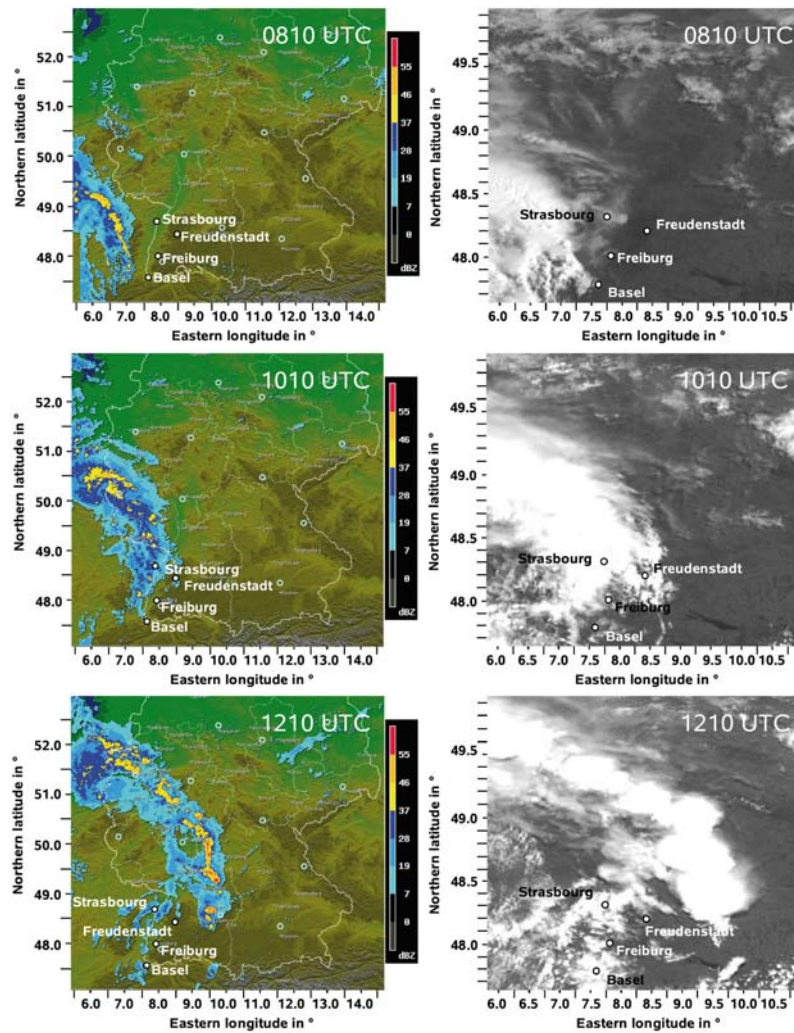 0810 UTC
Northern latitude in °
52.0
51.0
50.0
49.0
48.0
Strasbourg
Freudenstadt
Freiburg
Basel
6.0 7.0 8.0 9.0 10.0 11.0 12.0 13.0 14.0
Eastern longitude in °
55
46
37
28
19
7
0
dBZ
0810 UTC
Northern latitude in °
49.5
49.0
48.5
48.0
Strasbourg
Freudenstadt
Freiburg
Basel
6.0 6.5 7.0 7.5 8.0 8.5 9.0 9.5 10.0 10.5
Eastern longitude in °
1010 UTC
Northern latitude in °
52.0
51.0
50.0
49.0
48.0
Strasbourg
Freudenstadt
Freiburg
Basel
6.0 7.0 8.0 9.0 10.0 11.0 12.0 13.0 14.0
Eastern longitude in °
55
46
37
28
19
7
0
dBZ
1010 UTC
Northern latitude in °
49.5
49.0
48.5
48.0
Strasbourg
Freudenstadt
Freiburg
Basel
6.0 6.5 7.0 7.5 8.0 8.5 9.0 9.5 10.0 10.5
Eastern longitude in °
1210 UTC
Northern latitude in °
52.0
51.0
50.0
49.0
48.0
Strasbourg
Freudenstadt
Freiburg
Basel
6.0 7.0 8.0 9.0 10.0 11.0 12.0 13.0 14.0
Eastern longitude in °
55
46
37
28
19
7
0
dBZ
1210 UTC
Northern latitude in °
49.5
49.0
48.5
48.0
Strasbourg
Freudenstadt
Freiburg
Basel
6.0 6.5 7.0 7.5 8.0 8.5 9.0 9.5 10.0 10.5
Eastern longitude in °